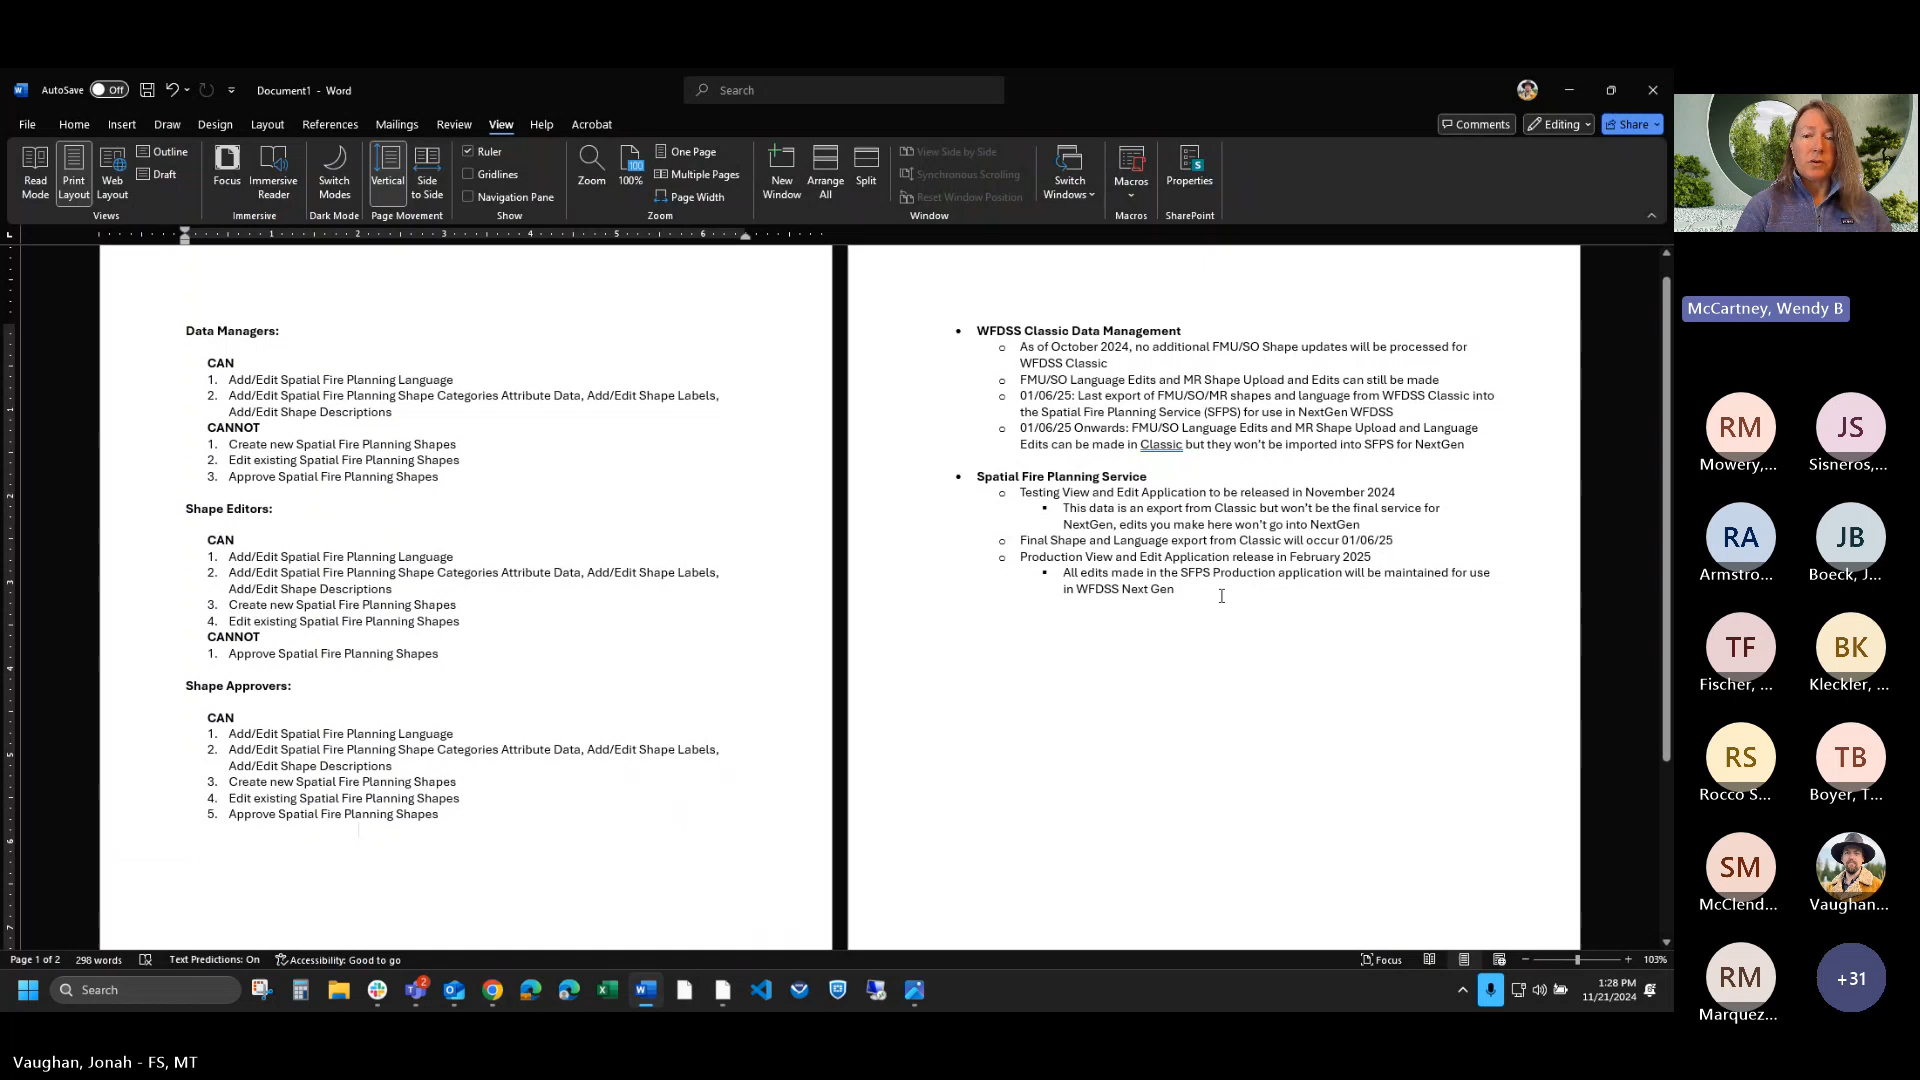 AutoSave
Off
Document1 - Word
Search
File
Home
Insert
Draw
Design
Layout
References
Mailings
Review
View
Help
Acrobat
Comments
Editing
Share
Read Mode
Print Layout
Web Layout
Outline
Draft
Views
Focus
Immersive Reader
Immersive
Switch Modes
Dark Mode
Vertical
Side to Side
Page Movement
Ruler
Gridlines
Navigation Pane
Show
Zoom
100
100%
One Page
Multiple Pages
Page Width
Zoom
New Window
Arrange All
Split
View Side by Side
Synchronous Scrolling
Reset Window Position
Window
Switch Windows
Macros
Macros
Properties
SharePoint
1 2 3 4 5 6
Data Managers:
CAN
1. Add/Edit Spatial Fire Planning Language
2. Add/Edit Spatial Fire Planning Shape Categories Attribute Data, Add/Edit Shape Labels,
Add/Edit Shape Descriptions
CANNOT
1. Create new Spatial Fire Planning Shapes
2. Edit existing Spatial Fire Planning Shapes
3. Approve Spatial Fire Planning Shapes
Shape Editors:
CAN
1. Add/Edit Spatial Fire Planning Language
2. Add/Edit Spatial Fire Planning Shape Categories Attribute Data, Add/Edit Shape Labels,
Add/Edit Shape Descriptions
3. Create new Spatial Fire Planning Shapes
4. Edit existing Spatial Fire Planning Shapes
CANNOT
1. Approve Spatial Fire Planning Shapes
Shape Approvers:
CAN
1. Add/Edit Spatial Fire Planning Language
2. Add/Edit Spatial Fire Planning Shape Categories Attribute Data, Add/Edit Shape Labels,
Add/Edit Shape Descriptions
3. Create new Spatial Fire Planning Shapes
4. Edit existing Spatial Fire Planning Shapes
5. Approve Spatial Fire Planning Shapes
• WFDSS Classic Data Management
o As of October 2024, no additional FMU/SO Shape updates will be processed for
WFDSS Classic
o FMU/SO Language Edits and MR Shape Upload and Edits can still be made
o 01/06/25: Last export of FMU/SO/MR shapes and language from WFDSS Classic into
the Spatial Fire Planning Service (SFPS) for use in NextGen WFDSS
o 01/06/25 Onwards: FMU/SO Language Edits and MR Shape Upload and Language
Edits can be made in Classic but they won't be imported into SFPS for NextGen
• Spatial Fire Planning Service
o Testing View and Edit Application to be released in November 2024
▪ This data is an export from Classic but won't be the final service for
NextGen, edits you make here won't go into NextGen
o Final Shape and Language export from Classic will occur 01/06/25
o Production View and Edit Application release in February 2025
▪ All edits made in the SFPS Production application will be maintained for use
in WFDSS Next Gen
Page 1 of 2
298 words
Text Predictions: On
Accessibility: Good to go
Focus
103%
Search
2
1:28 PM
11/21/2024
McCartney, Wendy B
RM
Mowery,...
JS
Sisneros,...
RA
Armstro...
JB
Boeck, J...
TF
Fischer, ...
BK
Kleckler, ...
RS
Rocco S...
TB
Boyer, T...
SM
McClend...
Vaughan...
RM
Marquez...
+31
Vaughan, Jonah - FS, MT